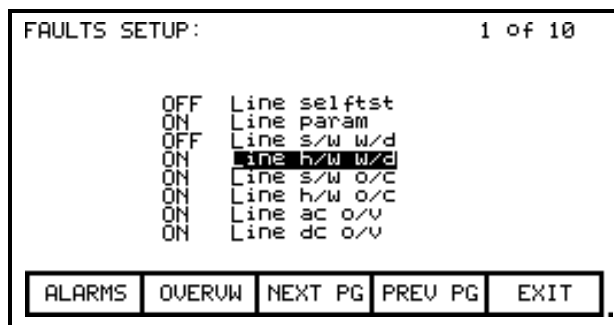 FAULTS SETUP: 1 of 10
OFF Line selftst
ON Line param
OFF Line s/w w/d
ON Line h/w w/d
ON Line s/w o/c
ON Line h/w o/c
ON Line ac o/v
ON Line dc o/v
ALARMS OVERVW NEXT PG PREV PG EXIT